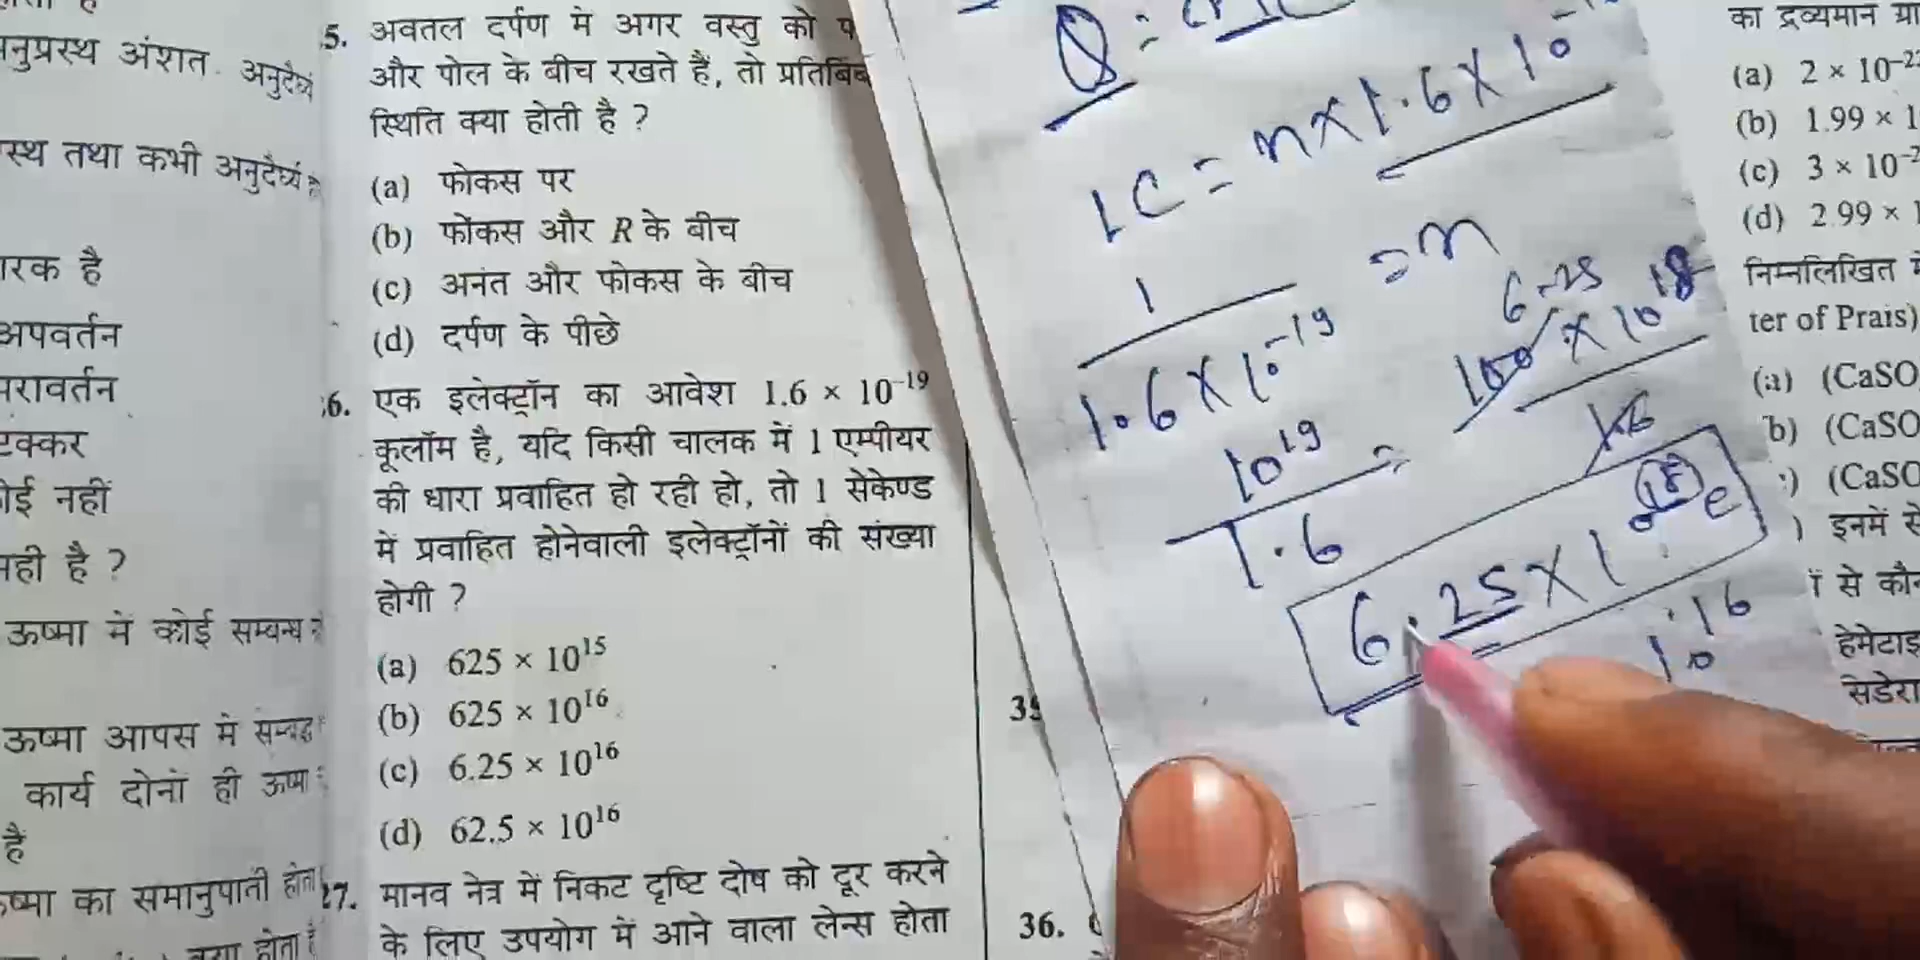 अनुप्रस्थ अंशत. अनुदैर्घ्य
तथा कभी अनुदैर्घ्य
है
अपवर्तन
परावर्तन
टक्कर
नहीं
है ?
ऊष्मा में कोई सम्बन्ध
ऊष्मा आपस में सम्बद्ध
कार्य दोनों ही ऊष्मा
है
का समानुपाती होता
क्या होता है
5. अवतल दर्पण में अगर वस्तु को
और पोल के बीच रखते हैं, तो प्रतिबिंब
स्थिति क्या होती है ?
(a) फोकस पर
(b) फोकस और R के बीच
(c) अनंत और फोकस के बीच
(d) दर्पण के पीछे
6. एक इलेक्ट्रॉन का आवेश 1.6 × 10⁻¹⁹
कूलॉम है, यदि किसी चालक में 1 एम्पीयर
की धारा प्रवाहित हो रही हो, तो 1 सेकेण्ड
में प्रवाहित होनेवाली इलेक्ट्रॉनों की संख्या
होगी ?
(a) 625 × 10¹⁵
(b) 625 × 10¹⁶
(c) 6.25 × 10¹⁶
(d) 62.5 × 10¹⁶
27. मानव नेत्र में निकट दृष्टि दोष को दूर करने
के लिए उपयोग में आने वाला लेन्स होता
36.
Q =
1C = n × 1.6 × 10
1 = n
1.6 × 10⁻¹⁹
6.25
10¹⁹ = 100 × 10¹⁸
1.6
6.25 × 10¹⁸ e
10¹⁶
का द्रव्यमान
(a) 2 × 10
(b) 1.99 ×
(c) 3 × 10
(d) 2.99 ×
निम्नलिखित
ter of Prais)
(a) (CaSO
b) (CaSO
) (CaSO
) इनमें से
से